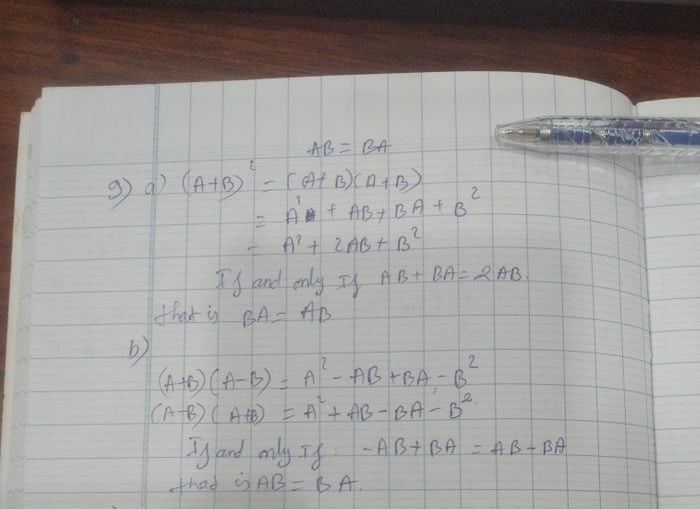 AB = BA
9) a) (A+B)² = (A+B)(A+B)
= A² + AB + BA + B²
= A² + 2AB + B²
If and only If AB + BA = 2AB.
that is BA = AB
b)
(A+B)(A-B) = A² - AB + BA - B²
(A-B)(A+B) = A² + AB - BA - B²
If and only If. -AB + BA = AB - BA
that is AB = BA.